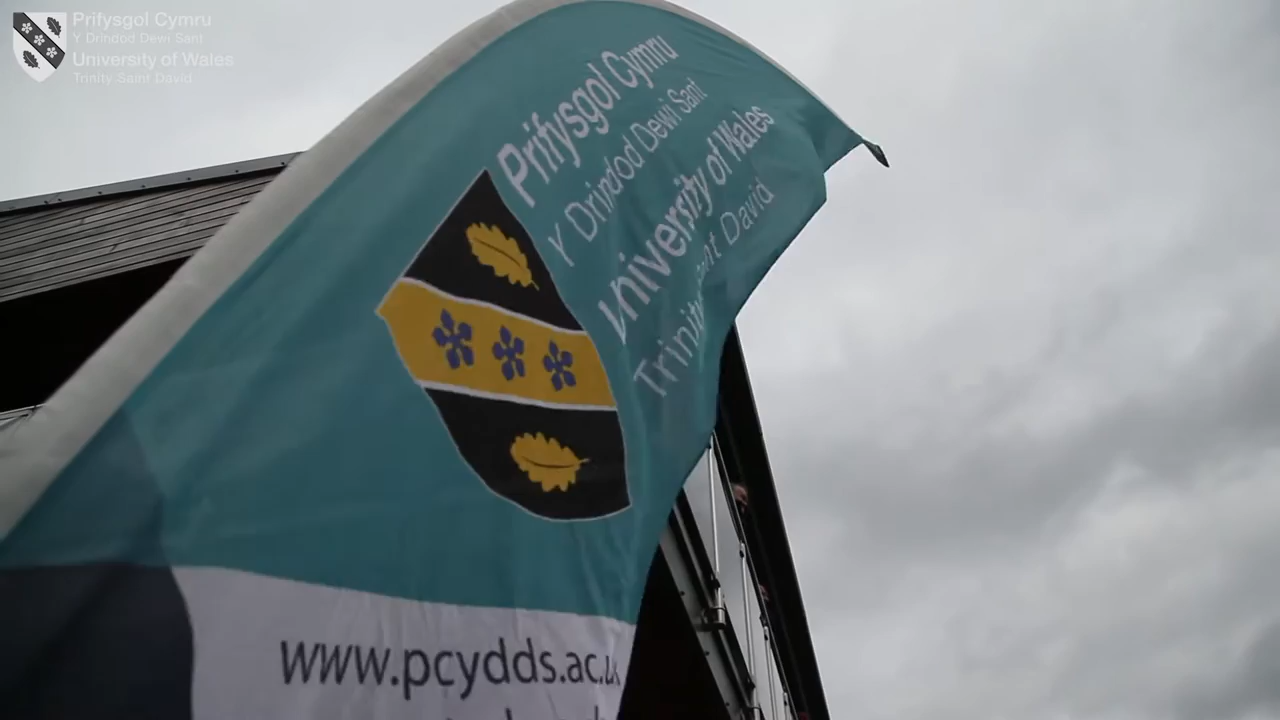 Prifysgol Cymru
Y Drindod Dewi Sant
University of Wales
Trinity Saint David
Prifysgol Cymru
Y Drindod Dewi Sant
University of Wales
Trinity Saint David
www.pcydds.ac.uk